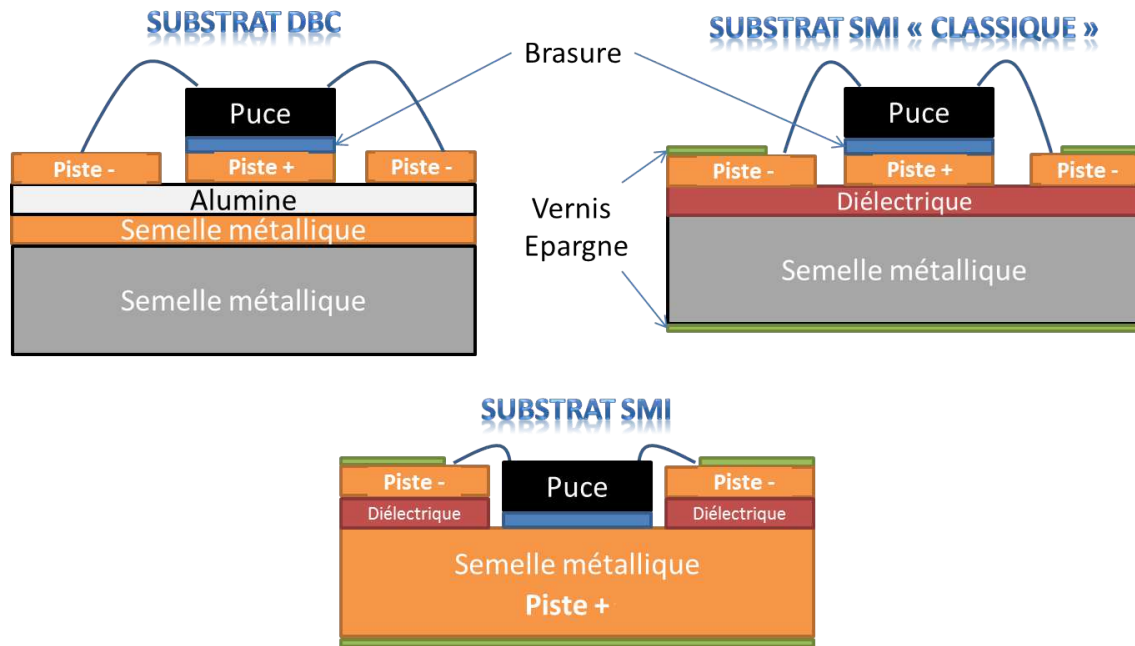 SUBSTRAT DBC
Brasure
Puce
Piste -
Piste +
Piste -
Alumine
Semelle métallique
Semelle métallique
SUBSTRAT SMI « CLASSIQUE »
Puce
Piste -
Piste +
Piste -
Vernis
Epargne
Diélectrique
Semelle métallique
SUBSTRAT SMI
Piste -
Puce
Piste -
Diélectrique
Diélectrique
Semelle métallique
Piste +